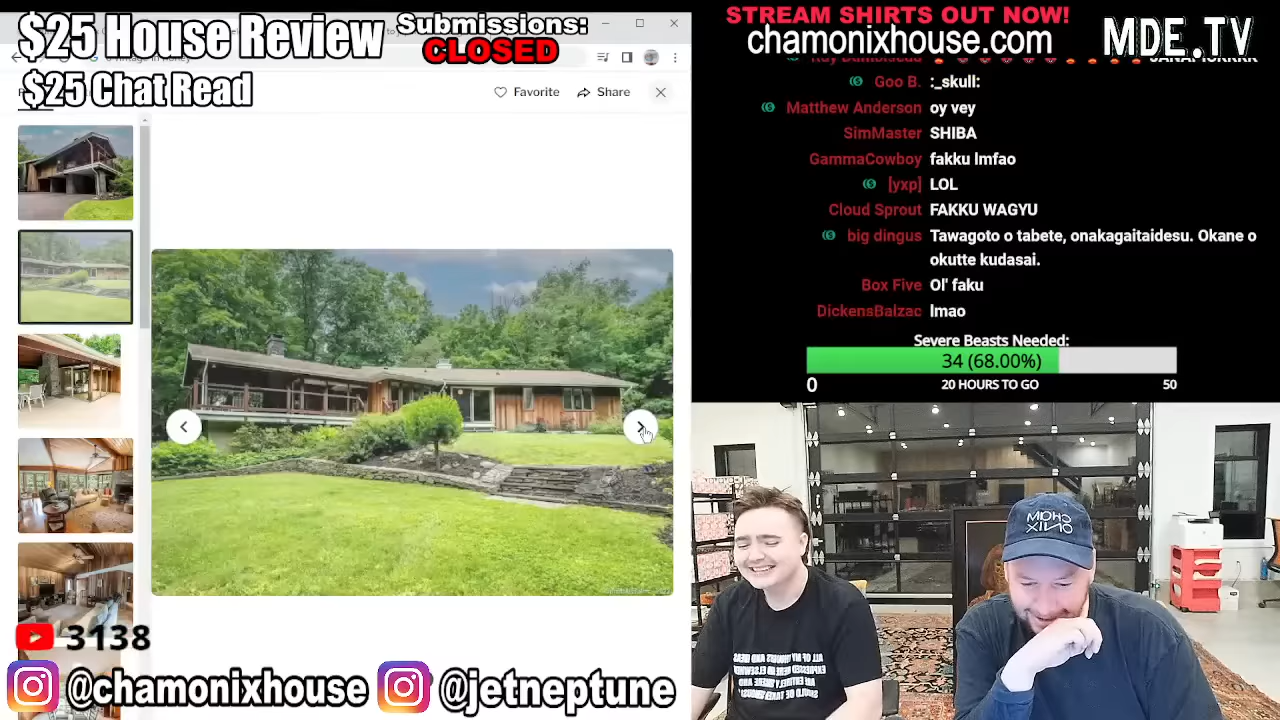 $25 House Review
$25 Chat Read
Submissions:
CLOSED
Favorite
Share
STREAM SHIRTS OUT NOW!
chamonixhouse.com
MDE.TV
Goo B. :_skull:
Matthew Anderson oy vey
SimMaster SHIBA
GammaCowboy fakku lmfao
[yxp] LOL
Cloud Sprout FAKKU WAGYU
big dingus Tawagoto o tabete, onakagaitaidesu. Okane o
okutte kudasai.
Box Five Ol' faku
DickensBalzac lmao
Severe Beasts Needed:
34 (68.00%)
0
20 HOURS TO GO
50
3138
@chamonixhouse
@jetneptune